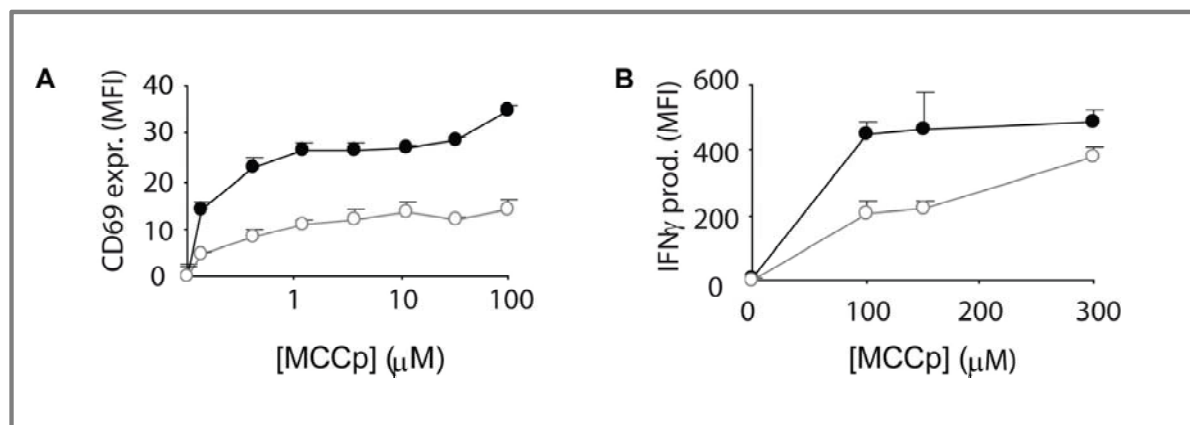 A
CD69 expr. (MFI)
40
30
20
10
0
1 10 100
[MCCp] (μM)
B
IFNγ prod. (MFI)
600
400
200
0
0 100 200 300
[MCCp] (μM)